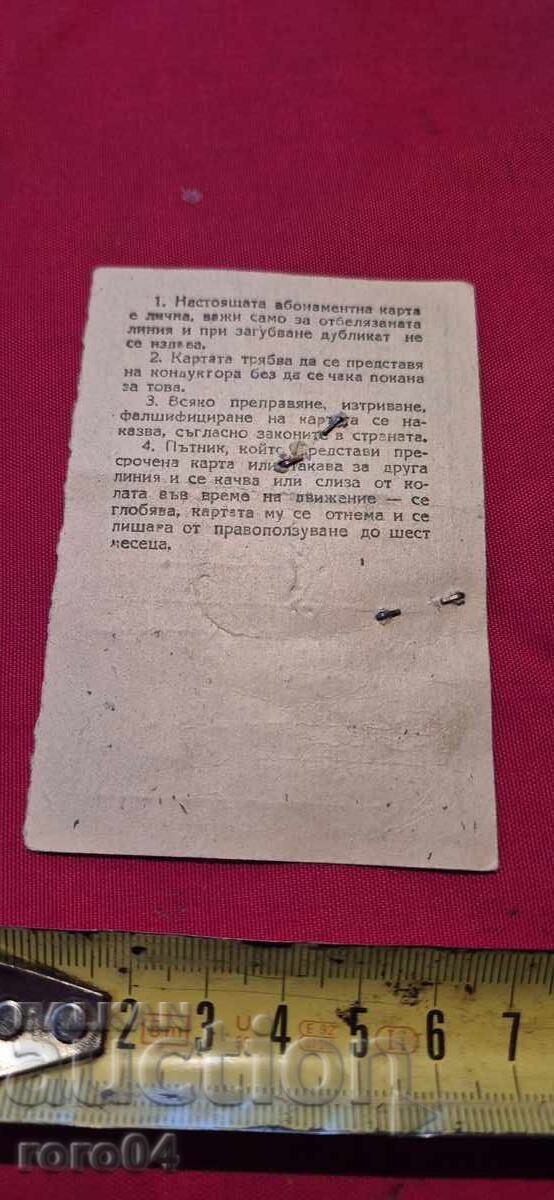 1. Настоящата абонаментна карта
е лична, важи само за отбелязаната
линия и при загубване дубликат не
се издава.
2. Картата трябва да се представя
на кондуктора без да се чака покана
за това.
3. Всяко преправяне, изтриване,
фалшифициране на картата се на-
казва, съгласно законите в страната.
4. Пътник, който представи пре-
срочена карта или такава за друга
линия и се качва или слиза от ко-
лата във време на движение — се
глобява, картата му се отнема и се
лишава от правоползуване до шест
месеца.
2 3 4 5 6 7
BALKAN
auction
roro04